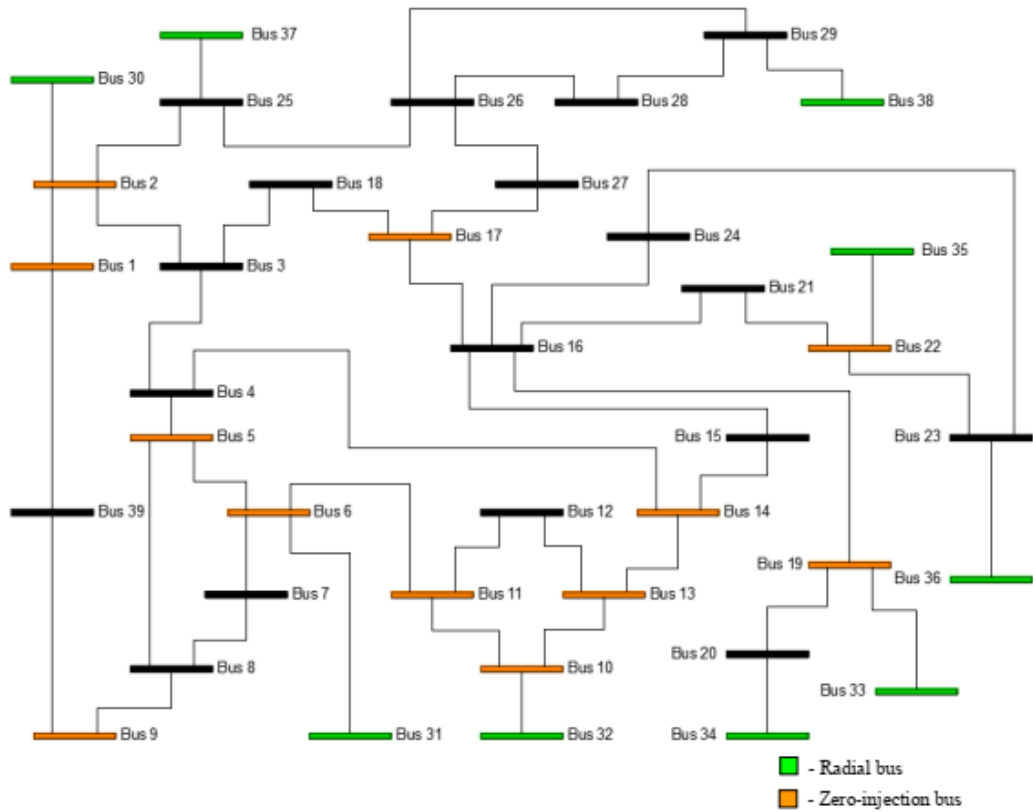 Bus 37
Bus 29
Bus 30
Bus 25
Bus 26
Bus 28
Bus 38
Bus 2
Bus 18
Bus 27
Bus 17
Bus 24
Bus 35
Bus 1
Bus 3
Bus 21
Bus 16
Bus 22
Bus 4
Bus 5
Bus 15
Bus 23
Bus 39
Bus 6
Bus 12
Bus 14
Bus 19
Bus 36
Bus 7
Bus 11
Bus 13
Bus 20
Bus 8
Bus 10
Bus 33
Bus 9
Bus 31
Bus 32
Bus 34
- Radial bus
- Zero-injection bus